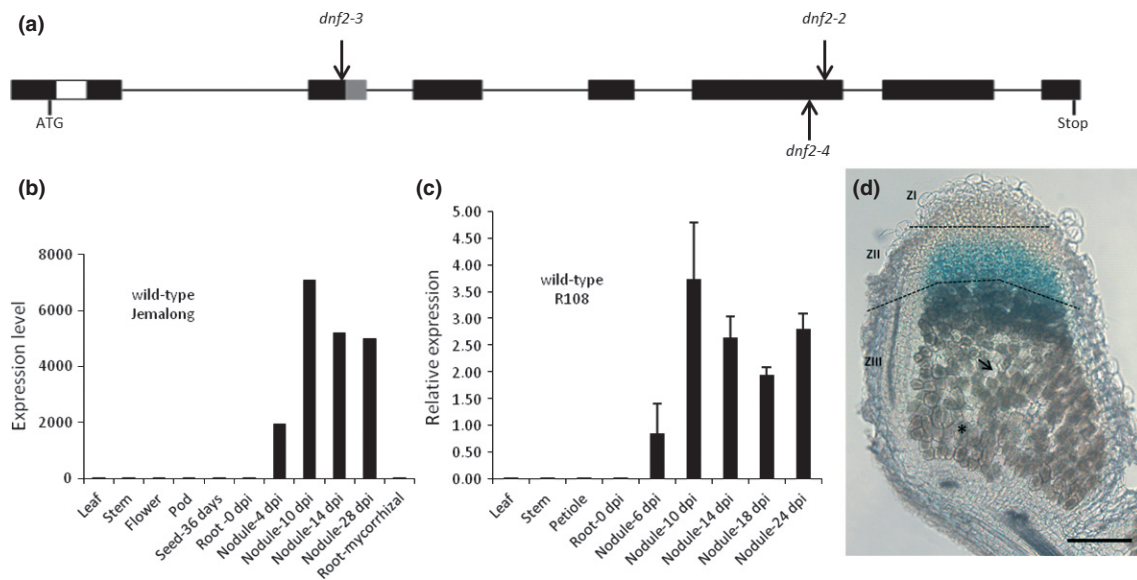 (a)
dnf2-3
dnf2-2
ATG
Stop
dnf2-4
(b)
Expression level
8000
6000
4000
2000
0
wild-type
Jemalong
Leaf
Stem
Flower
Pod
Seed-36 days
Root-0 dpi
Nodule-4 dpi
Nodule-10 dpi
Nodule-14 dpi
Nodule-28 dpi
Root-mycorrhizal
(c)
Relative expression
5.00
4.50
4.00
3.50
3.00
2.50
2.00
1.50
1.00
0.50
0.00
wild-type
R108
Leaf
Stem
Petiole
Root-0 dpi
Nodule-6 dpi
Nodule-10 dpi
Nodule-14 dpi
Nodule-18 dpi
Nodule-24 dpi
(d)
ZI
ZII
ZIII
*